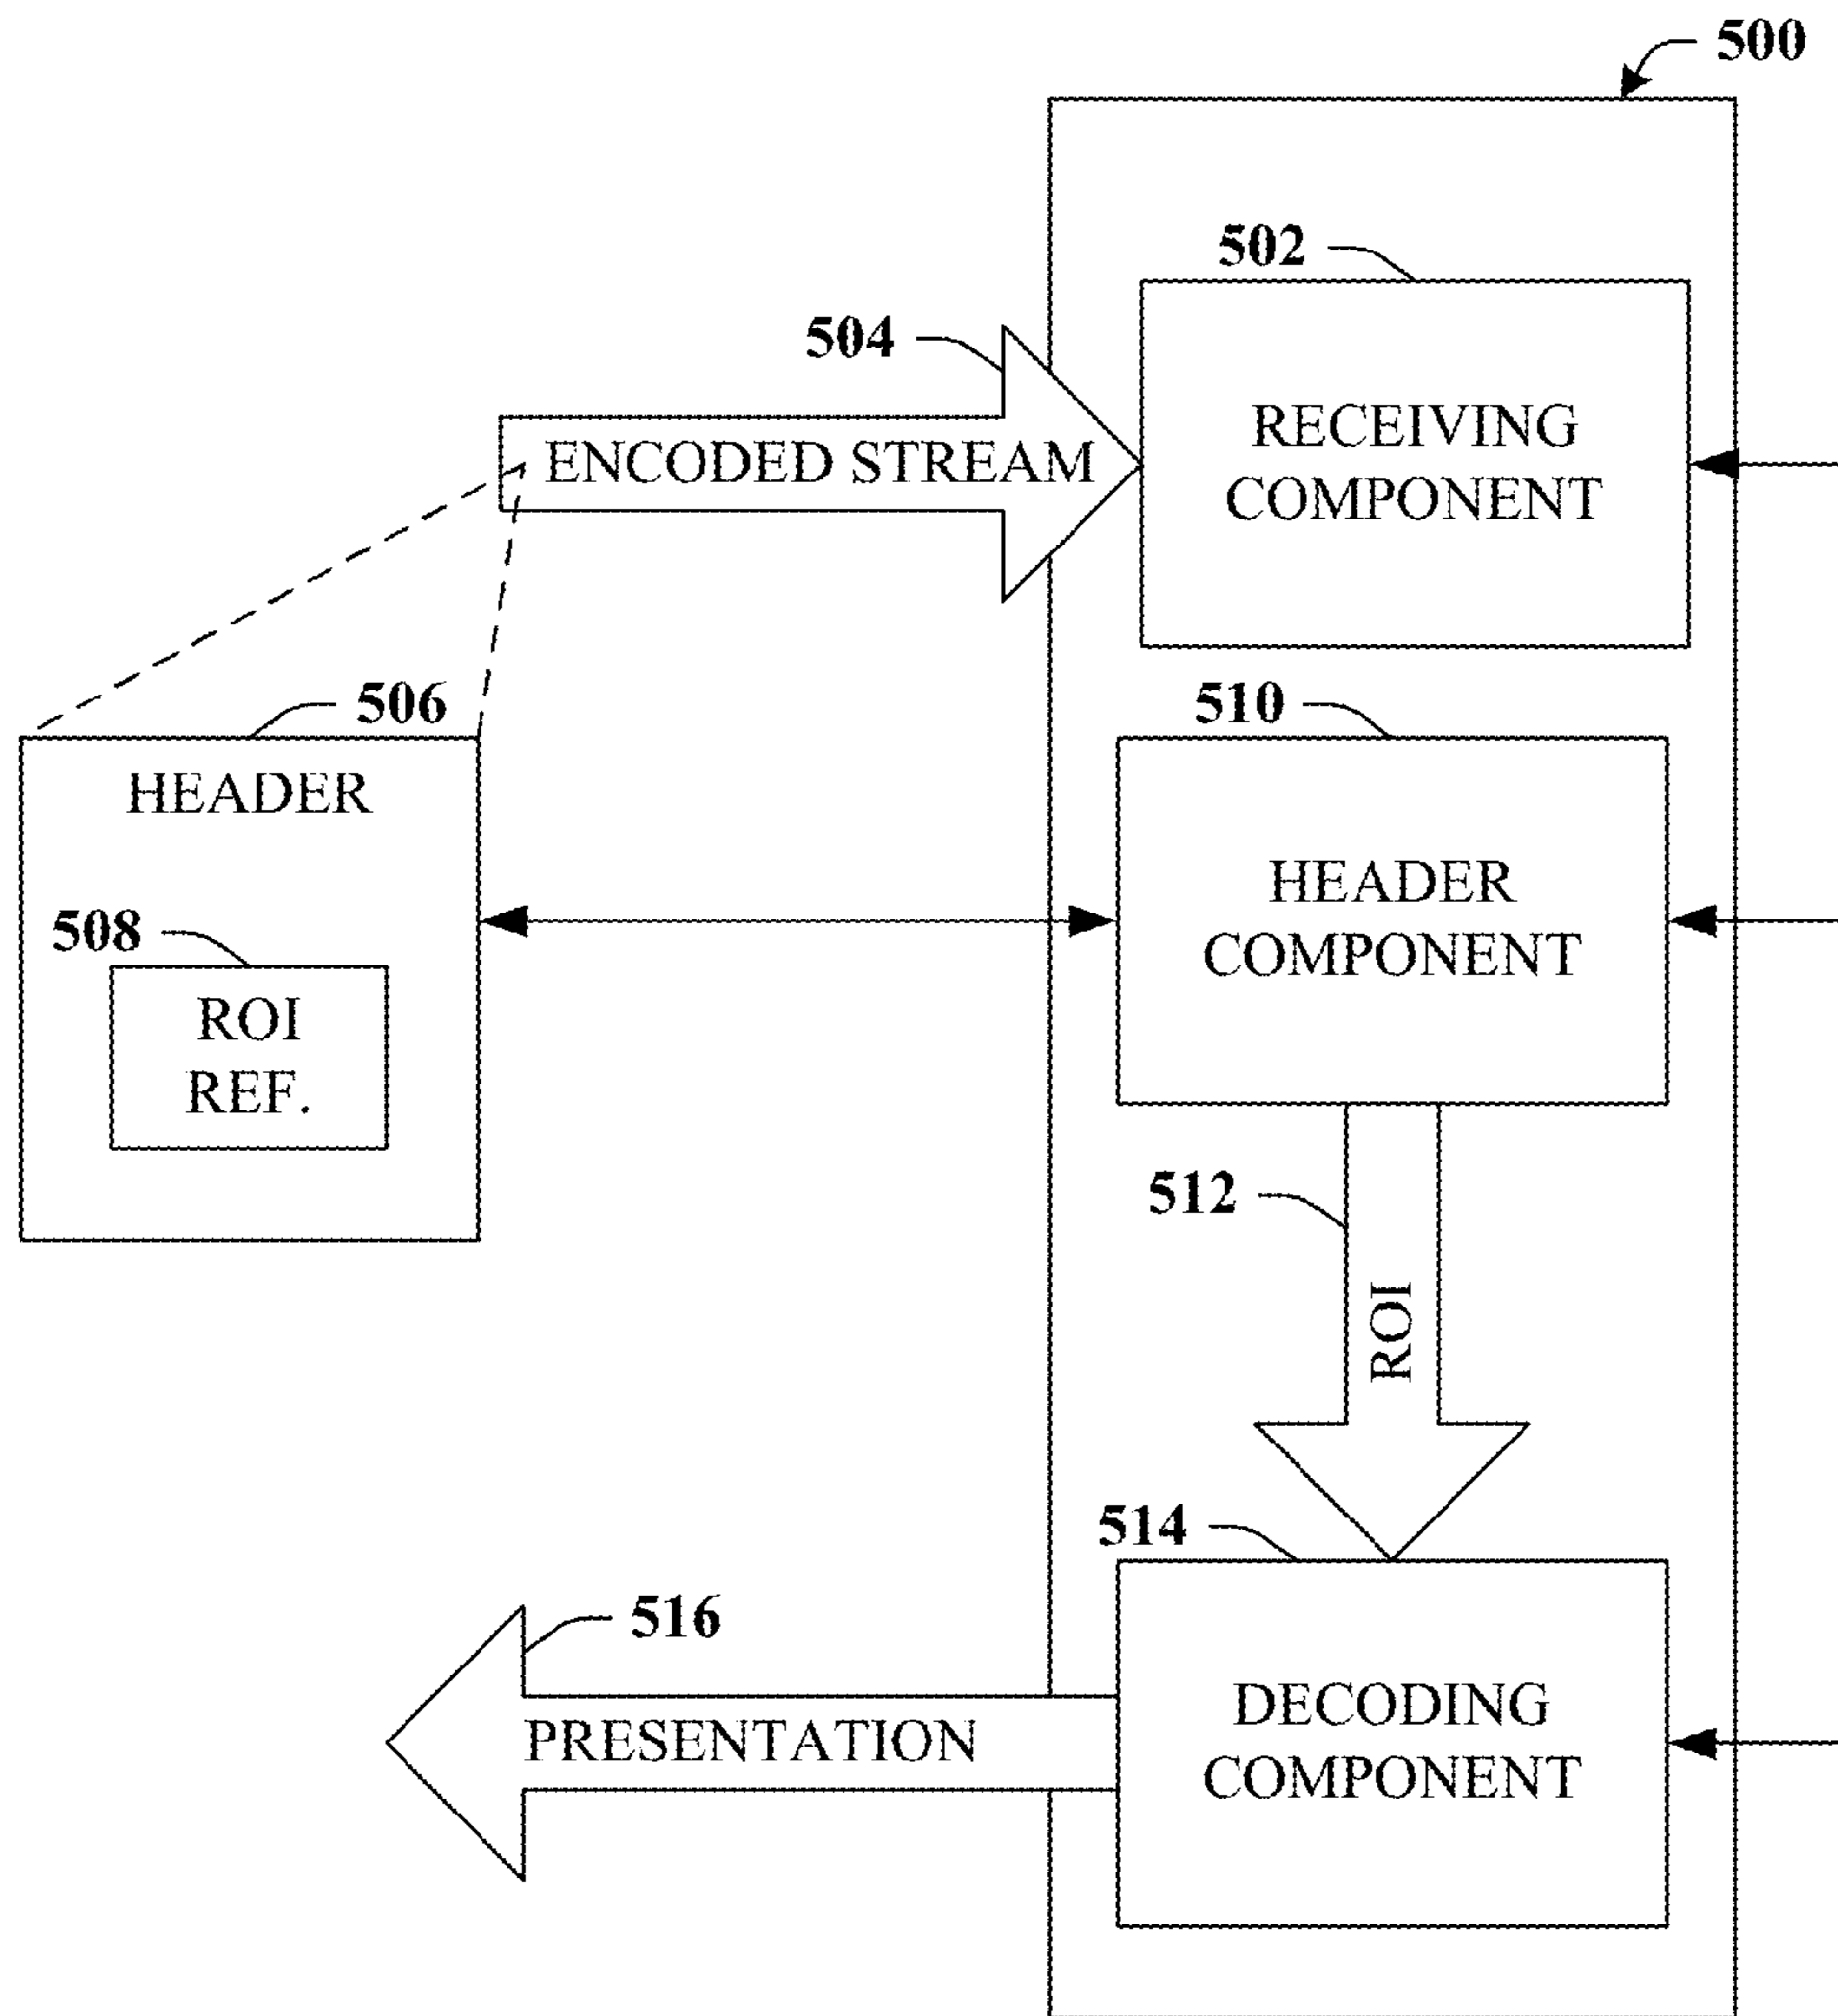 500
502
504
ENCODED STREAM
RECEIVING
COMPONENT
506
510
HEADER
HEADER
COMPONENT
508
ROI
REF.
512
ROI
514
516
PRESENTATION
DECODING
COMPONENT